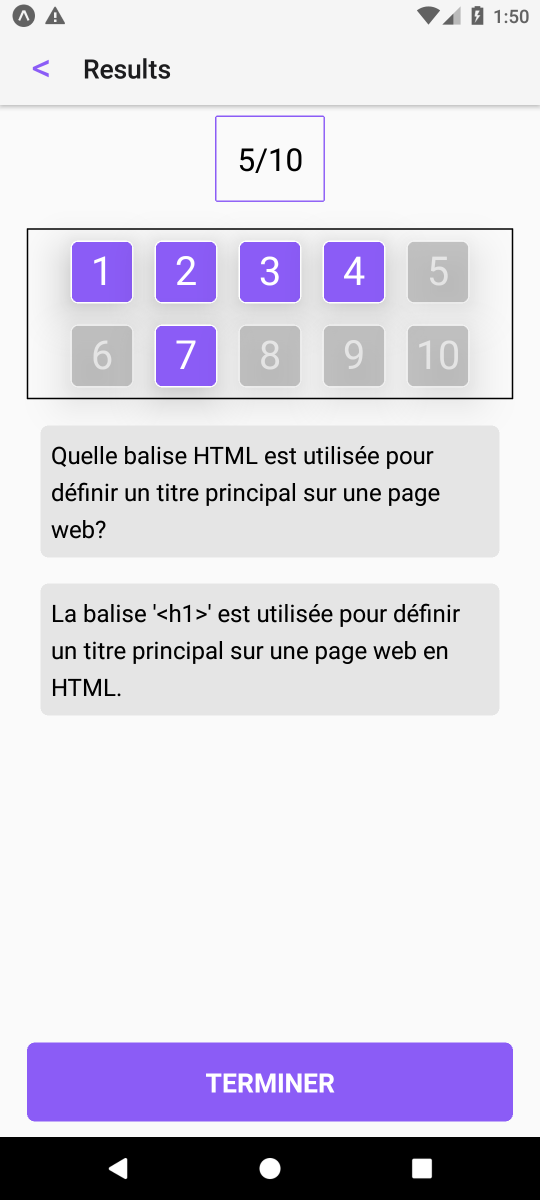 1:50
< Results
5/10
1 2 3 4 5
6 7 8 9 10
Quelle balise HTML est utilisée pour
définir un titre principal sur une page
web?
La balise '<h1>' est utilisée pour définir
un titre principal sur une page web en
HTML.
TERMINER